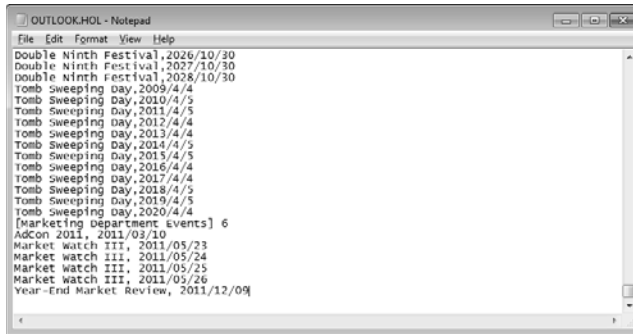 OUTLOOK.HOL - Notepad
File Edit Format View Help
Double Ninth Festival,2026/10/30
Double Ninth Festival,2027/10/30
Double Ninth Festival,2028/10/30
Tomb Sweeping Day,2009/4/4
Tomb Sweeping Day,2010/4/5
Tomb Sweeping Day,2011/4/5
Tomb Sweeping Day,2012/4/4
Tomb Sweeping Day,2013/4/4
Tomb Sweeping Day,2014/4/5
Tomb Sweeping Day,2015/4/5
Tomb Sweeping Day,2016/4/4
Tomb Sweeping Day,2017/4/4
Tomb Sweeping Day,2018/4/5
Tomb Sweeping Day,2019/4/5
Tomb Sweeping Day,2020/4/4
[Marketing Department Events] 6
AdCon 2011, 2011/03/10
Market Watch III, 2011/05/23
Market Watch III, 2011/05/24
Market Watch III, 2011/05/25
Market Watch III, 2011/05/26
Year-End Market Review, 2011/12/09